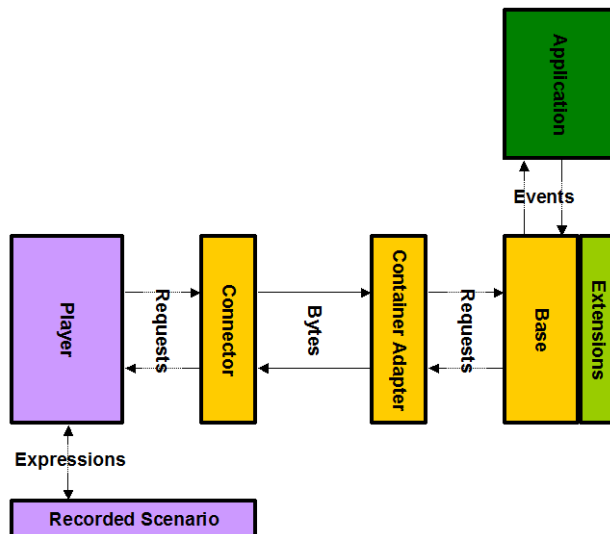 Application
Events
Player
Requests
Connector
Bytes
Container Adapter
Requests
Base
Extensions
Expressions
Recorded Scenario